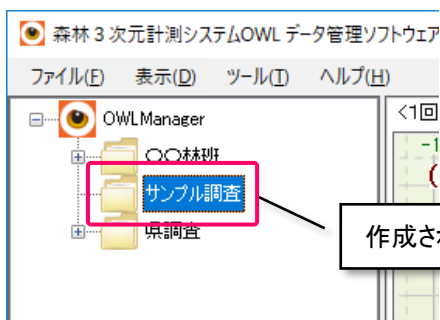 森林3次元計測システムOWL データ管理ソフトウェア
ファイル(F) 表示(D) ツール(T) ヘルプ(H)
OWLManager
<1回
〇〇林班
-1
(
サンプル調査
県調査
作成さ